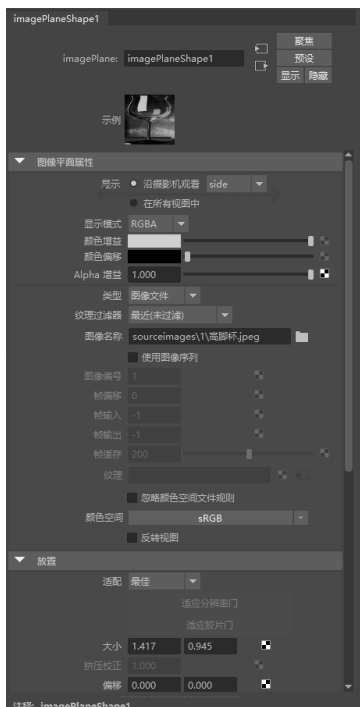 imagePlaneShape1
聚焦
imagePlane: imagePlaneShape1
预设
显示 隐藏
示例
图像平面属性
显示 沿摄影机观看 side
在所有视图中
显示模式 RGBA
颜色增益
颜色偏移
Alpha 增益 1.000
类型 图像文件
纹理过滤器 最近(未过滤)
图像名称 sourceimages\1\高脚杯.jpeg
使用图像序列
图像编号 1
帧偏移 0
帧输入 -1
帧输出 -1
帧缓存 200
纹理
忽略颜色空间文件规则
颜色空间 sRGB
反转视图
放置
适配 最佳
适应分辨率门
适应胶片门
大小 1.417 0.945
挤压校正 1.000
偏移 0.000 0.000
注释: imagePlaneShape1